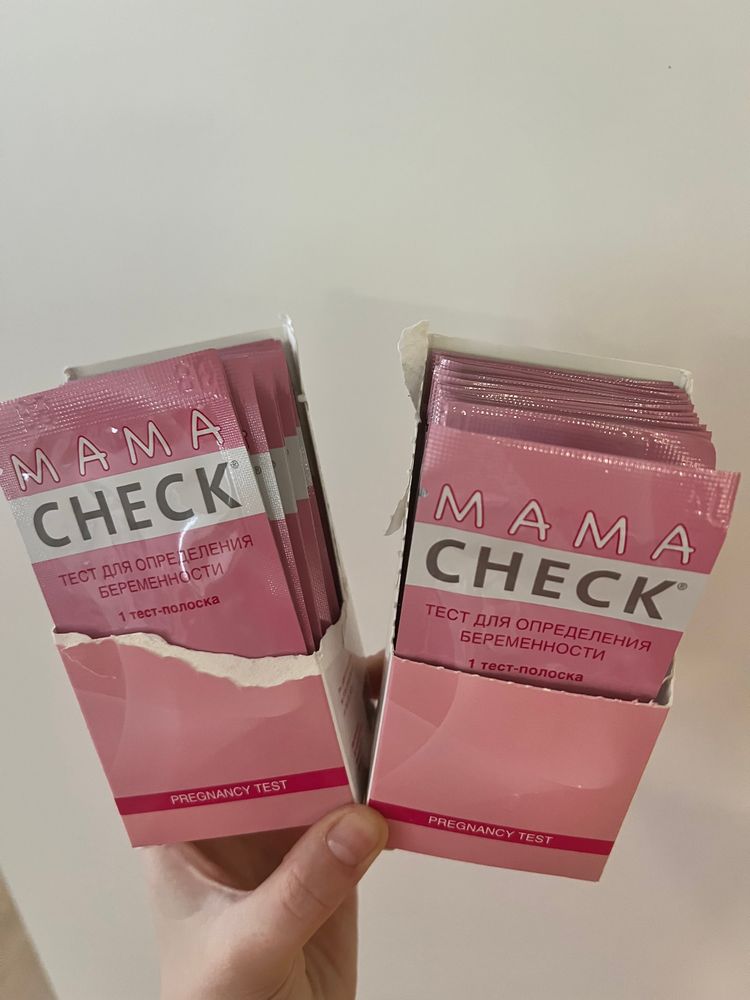 MAMA
CHECK®
ТЕСТ ДЛЯ ОПРЕДЕЛЕНИЯ
БЕРЕМЕННОСТИ
1 тест-полоска
PREGNANCY TEST
MAMA
CHECK®
ТЕСТ ДЛЯ ОПРЕДЕЛЕНИЯ
БЕРЕМЕННОСТИ
1 тест-полоска
PREGNANCY TEST